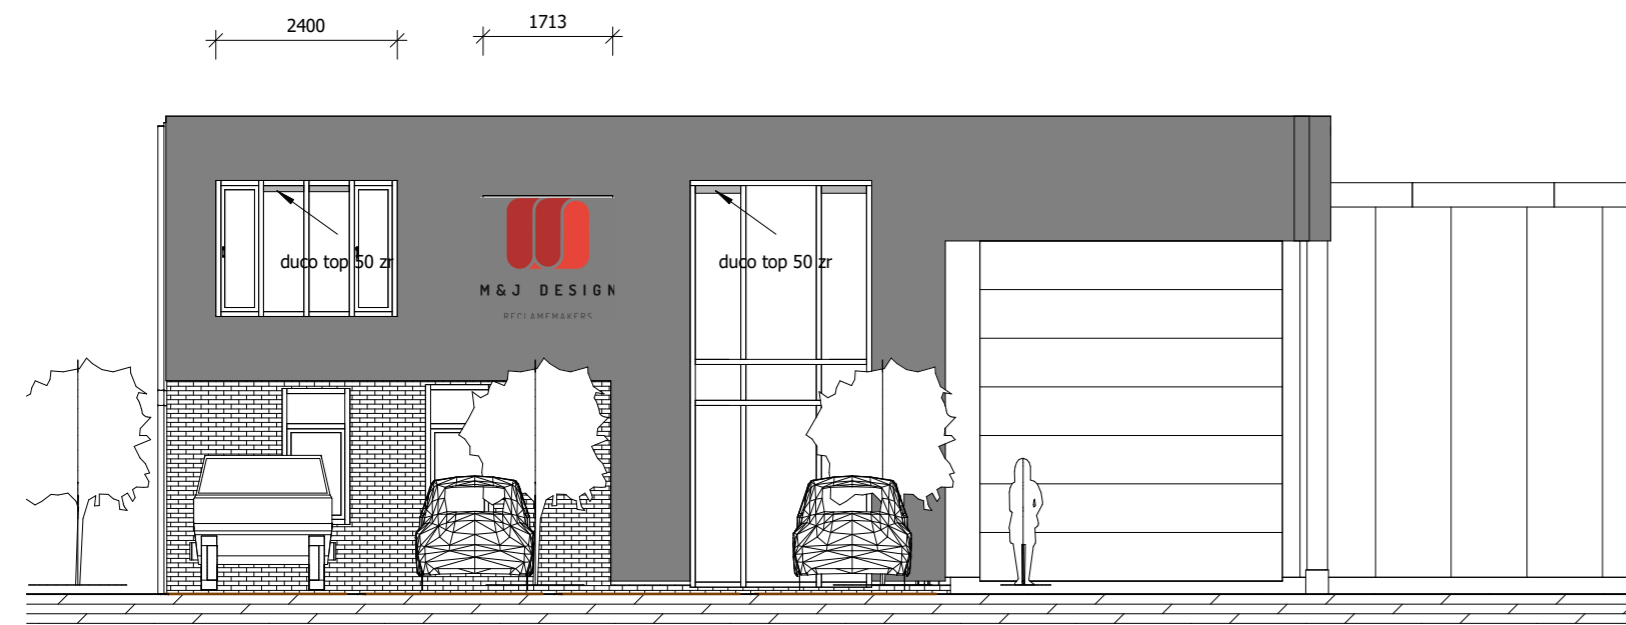 2400
1713
duco top 50 zr
duco top 50 zr
M&J DESIGN
RECLAMEMAKERS